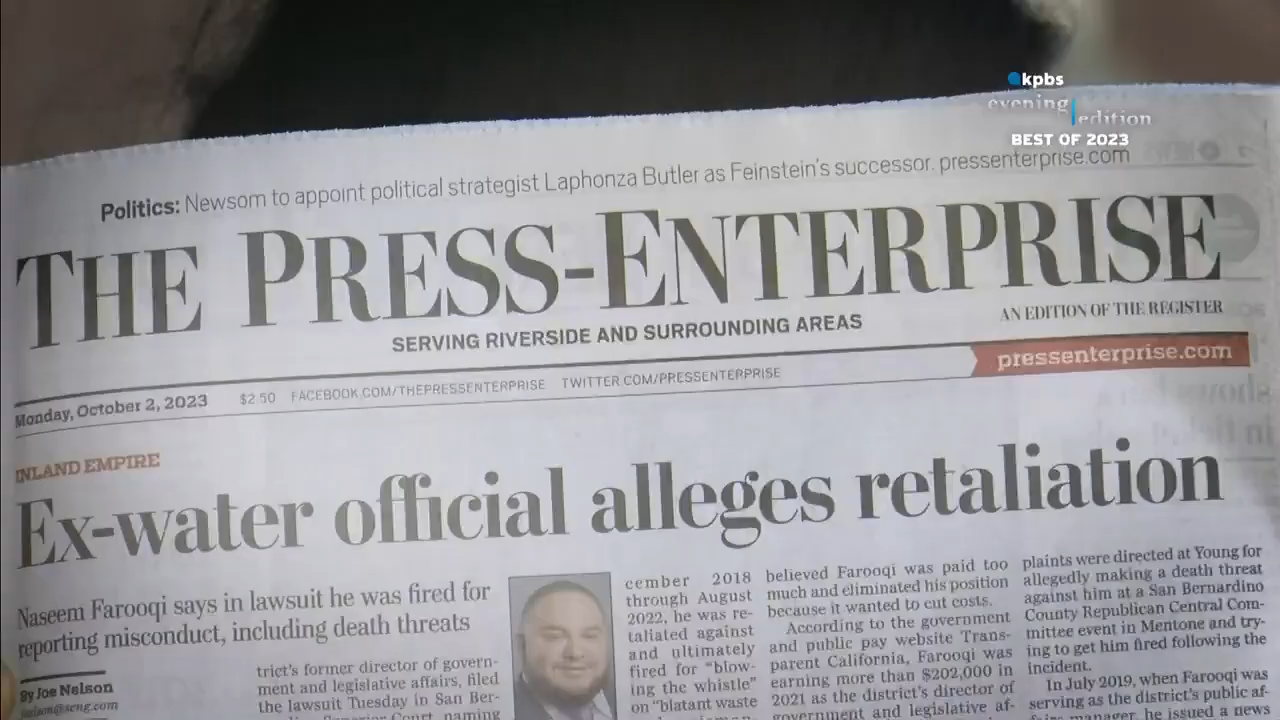 kpbs
evening edition
BEST OF 2023
Politics: Newsom to appoint political strategist Laphonza Butler as Feinstein's successor. pressenterprise.com
THE PRESS-ENTERPRISE
SERVING RIVERSIDE AND SURROUNDING AREAS
AN EDITION OF THE REGISTER
pressenterprise.com
Monday, October 2, 2023 $2.50 FACEBOOK.COM/THEPRESSENTERPRISE TWITTER.COM/PRESSENTERPRISE
INLAND EMPIRE
Ex-water official alleges retaliation
Naseem Farooqi says in lawsuit he was fired for
reporting misconduct, including death threats
By Joe Nelson
trict's former director of govern-
ment and legislative affairs, filed
the lawsuit Tuesday in San Ber-
Court, naming
cember 2018
through August
2022, he was re-
taliated against
and ultimately
fired for "blow-
ing the whistle"
on "blatant waste
believed Farooqi was paid too
much and eliminated his position
because it wanted to cut costs.
According to the government
and public pay website Trans-
parent California, Farooqi was
earning more than $202,000 in
2021 as the district's director of
government and legislative af-
plaints were directed at Young for
allegedly making a death threat
against him at a San Bernardino
County Republican Central Com-
mittee event in Mentone and try-
ing to get him fired following the
incident.
In July 2019, when Farooqi was
serving as the district's public af-
manager, he issued a news